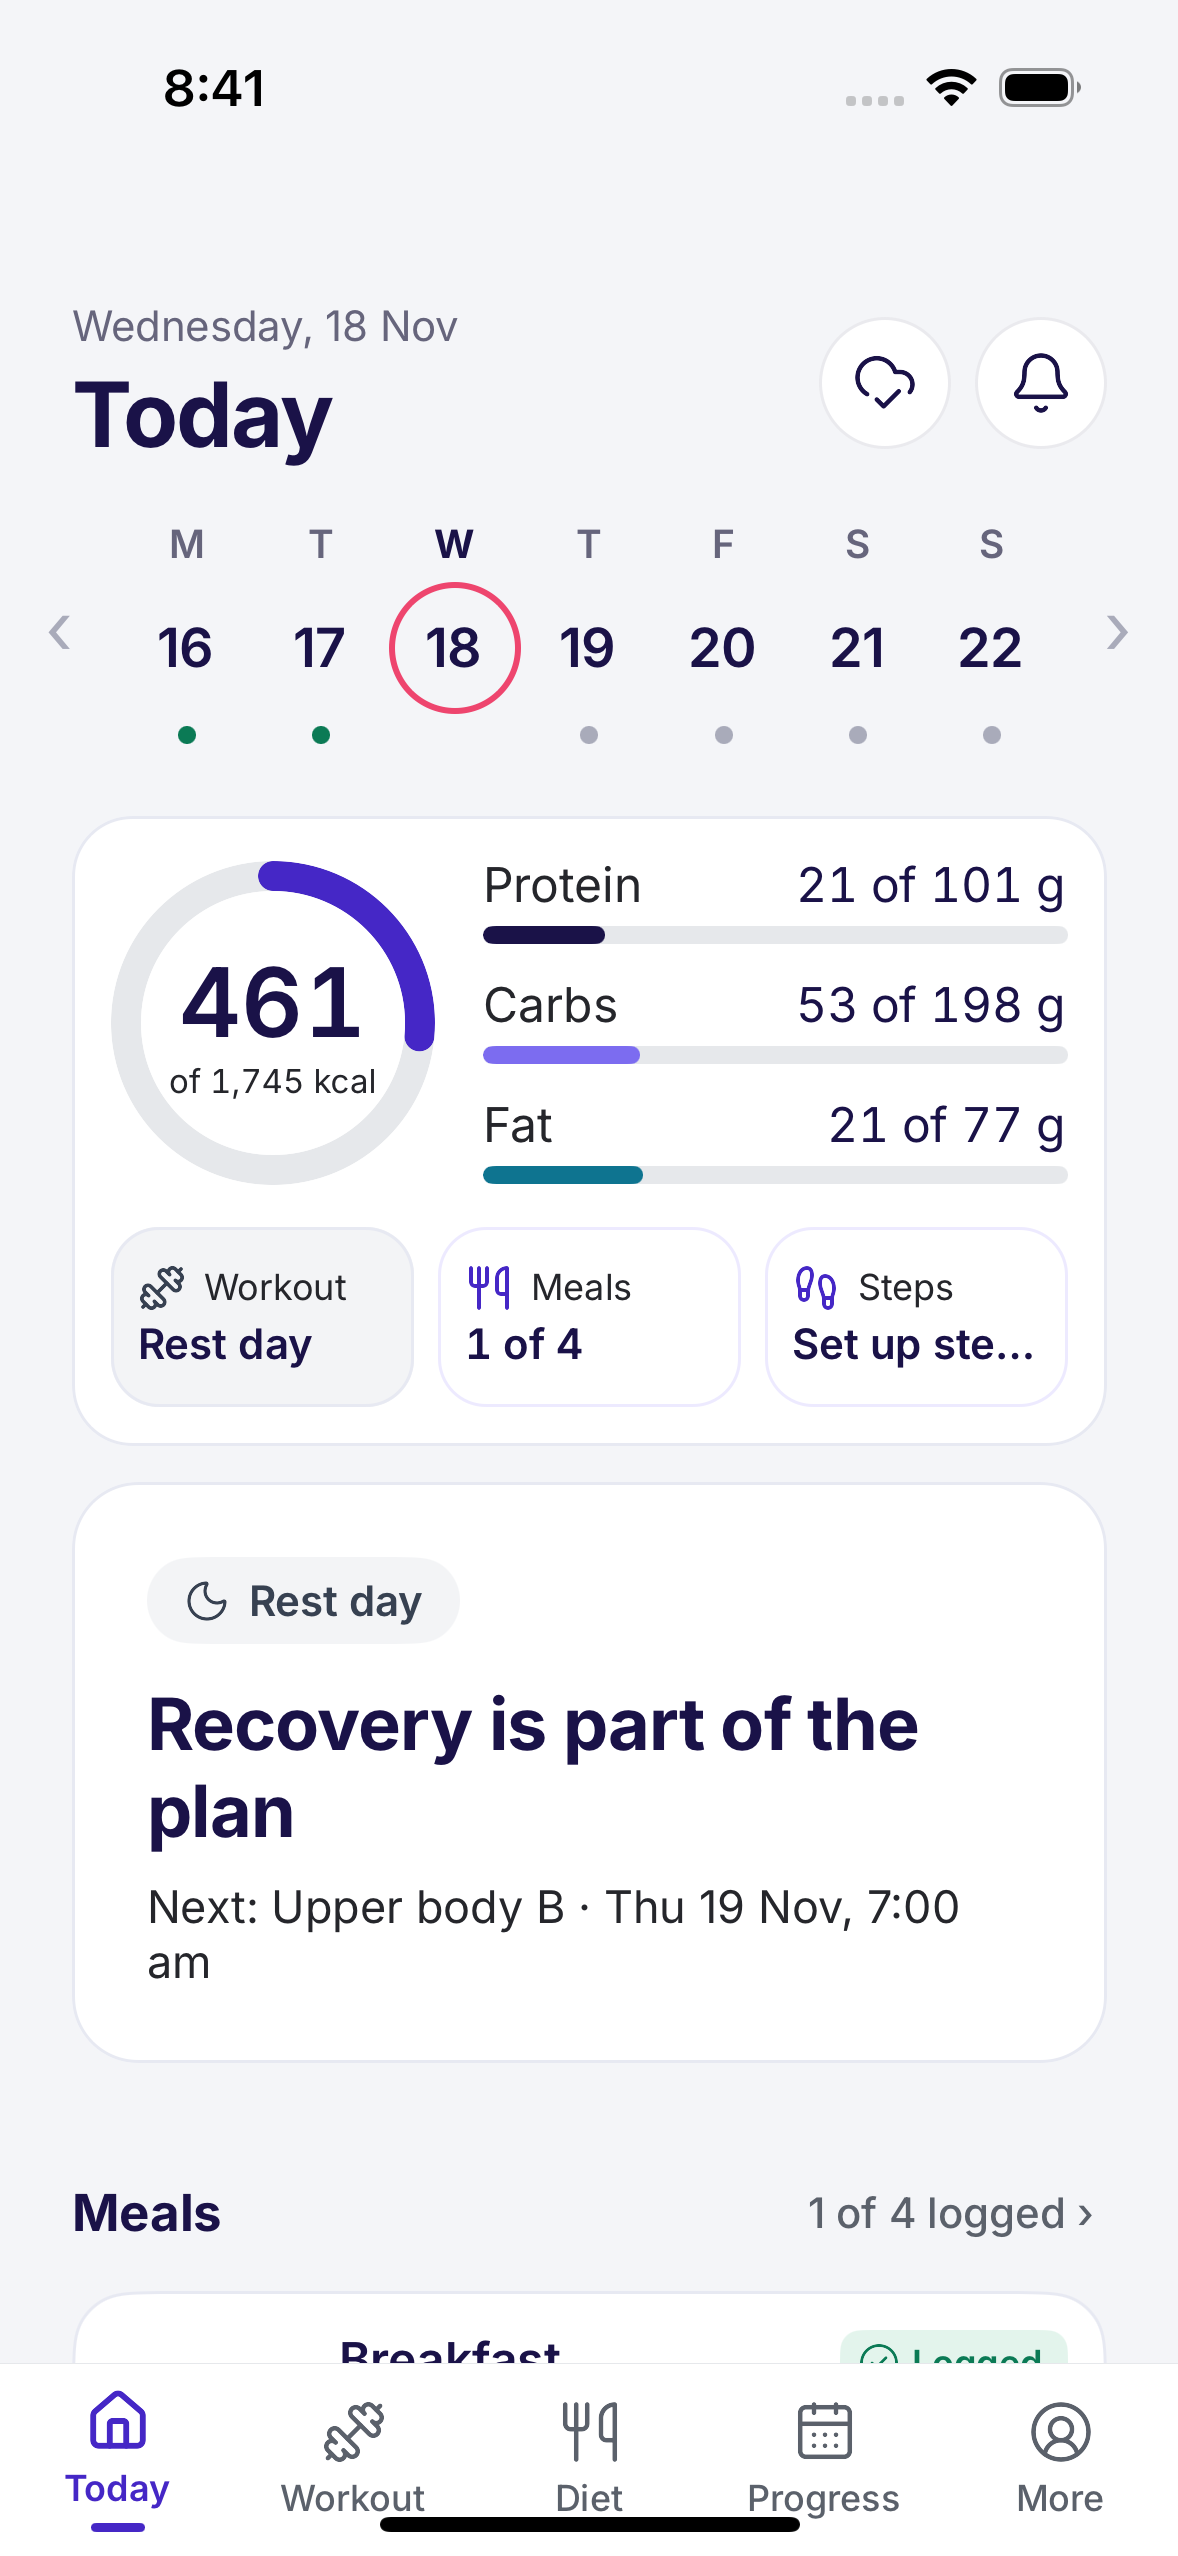 8:41
Wednesday, 18 Nov
Today
M T W T F S S
‹ 16 17 18 19 20 21 22 ›
Protein 21 of 101 g
Carbs 53 of 198 g
Fat 21 of 77 g
461
of 1,745 kcal
Workout
Rest day
Meals
1 of 4
Steps
Set up ste...
Rest day
Recovery is part of the
plan
Next: Upper body B · Thu 19 Nov, 7:00
am
Meals 1 of 4 logged ›
Breakfast Logged
Today Workout Diet Progress More